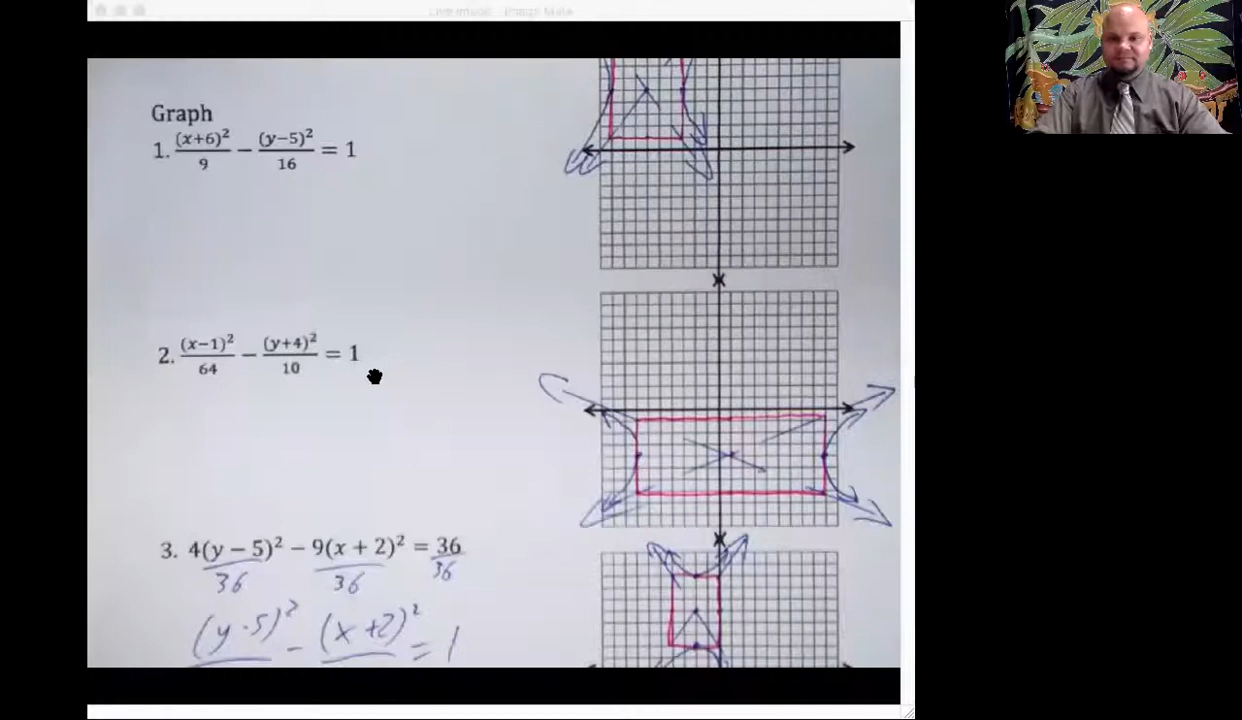 Graph
1. (x+6)²/9 − (y−5)²/16 = 1
2. (x−1)²/64 − (y+4)²/10 = 1
3. 4(y − 5)² − 9(x + 2)² = 36
36 36 36
(y - 5)² − (x + 2)² = 1